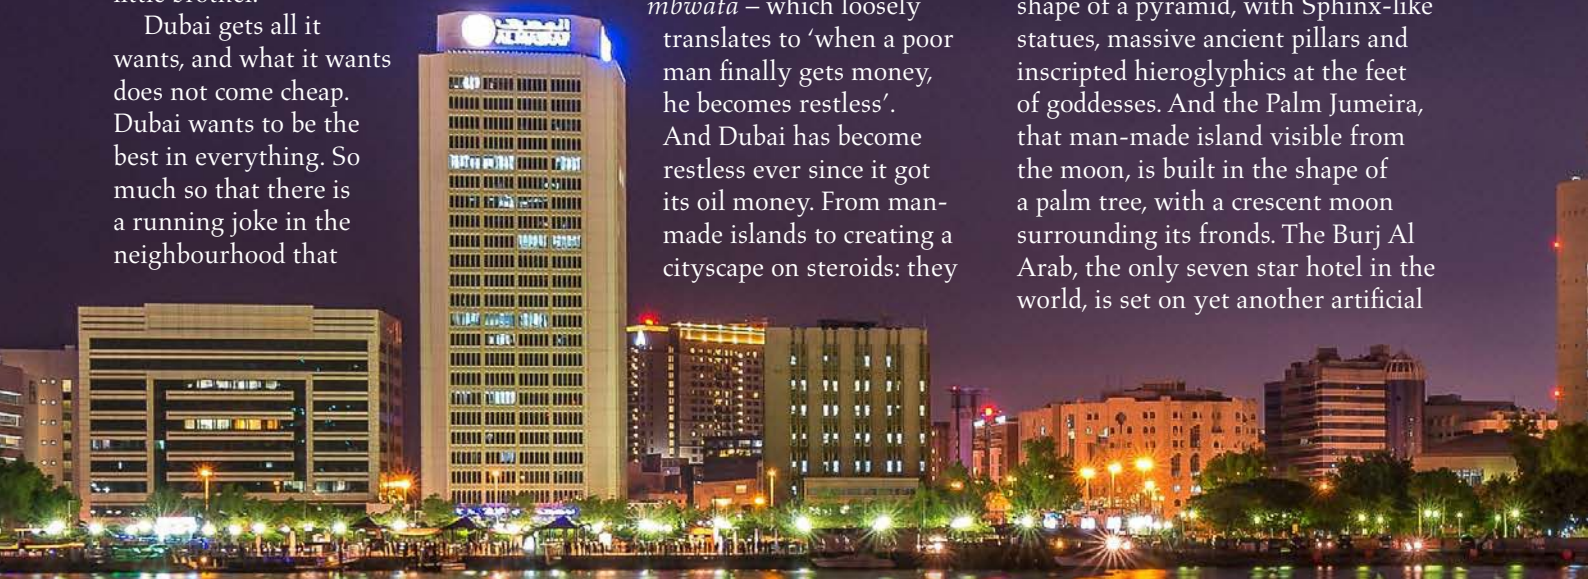 Dubai gets all it
wants, and what it wants
does not come cheap.
Dubai wants to be the
best in everything. So
much so that there is
a running joke in the
neighbourhood that
المصرف
AL MASRAF
mbwata – which loosely
translates to ‘when a poor
man finally gets money,
he becomes restless’.
And Dubai has become
restless ever since it got
its oil money. From man-
made islands to creating a
cityscape on steroids: they
shape of a pyramid, with Sphinx-like
statues, massive ancient pillars and
inscripted hieroglyphics at the feet
of goddesses. And the Palm Jumeira,
that man-made island visible from
the moon, is built in the shape of
a palm tree, with a crescent moon
surrounding its fronds. The Burj Al
Arab, the only seven star hotel in the
world, is set on yet another artificial